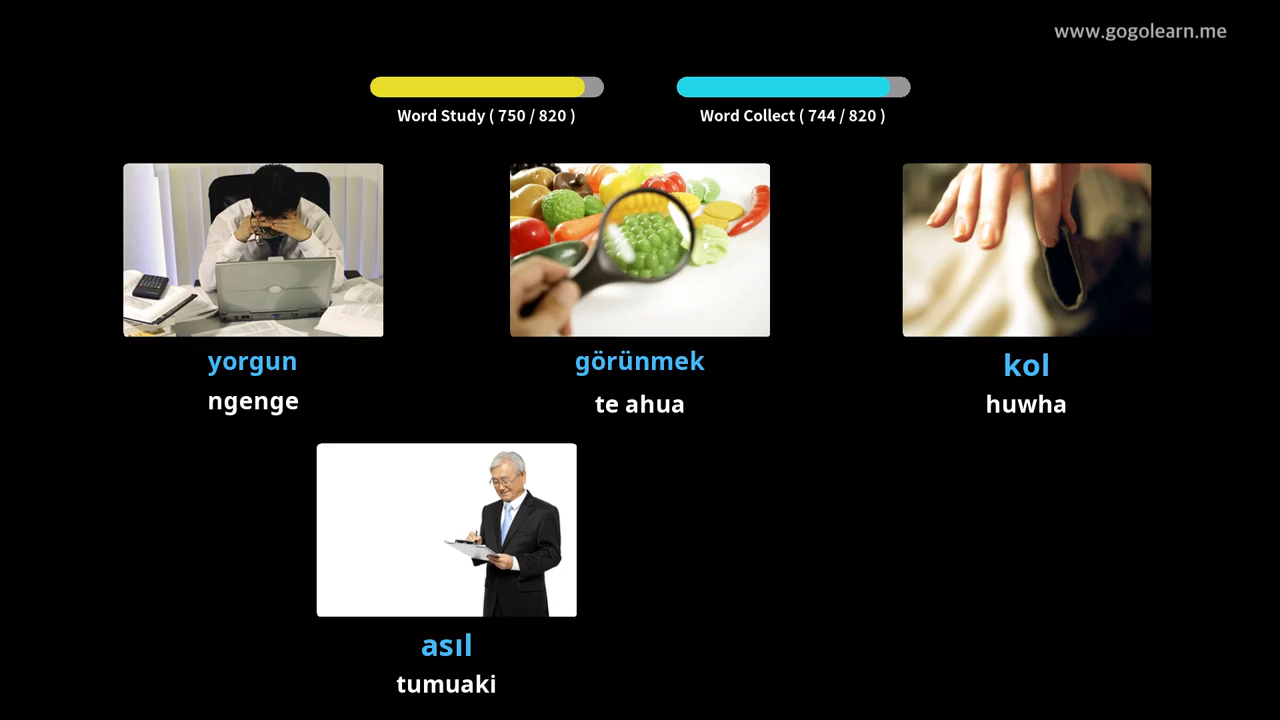 www.gogolearn.me
Word Study ( 750 / 820 )
Word Collect ( 744 / 820 )
yorgun
ngenge
görünmek
te ahua
kol
huwha
asıl
tumuaki